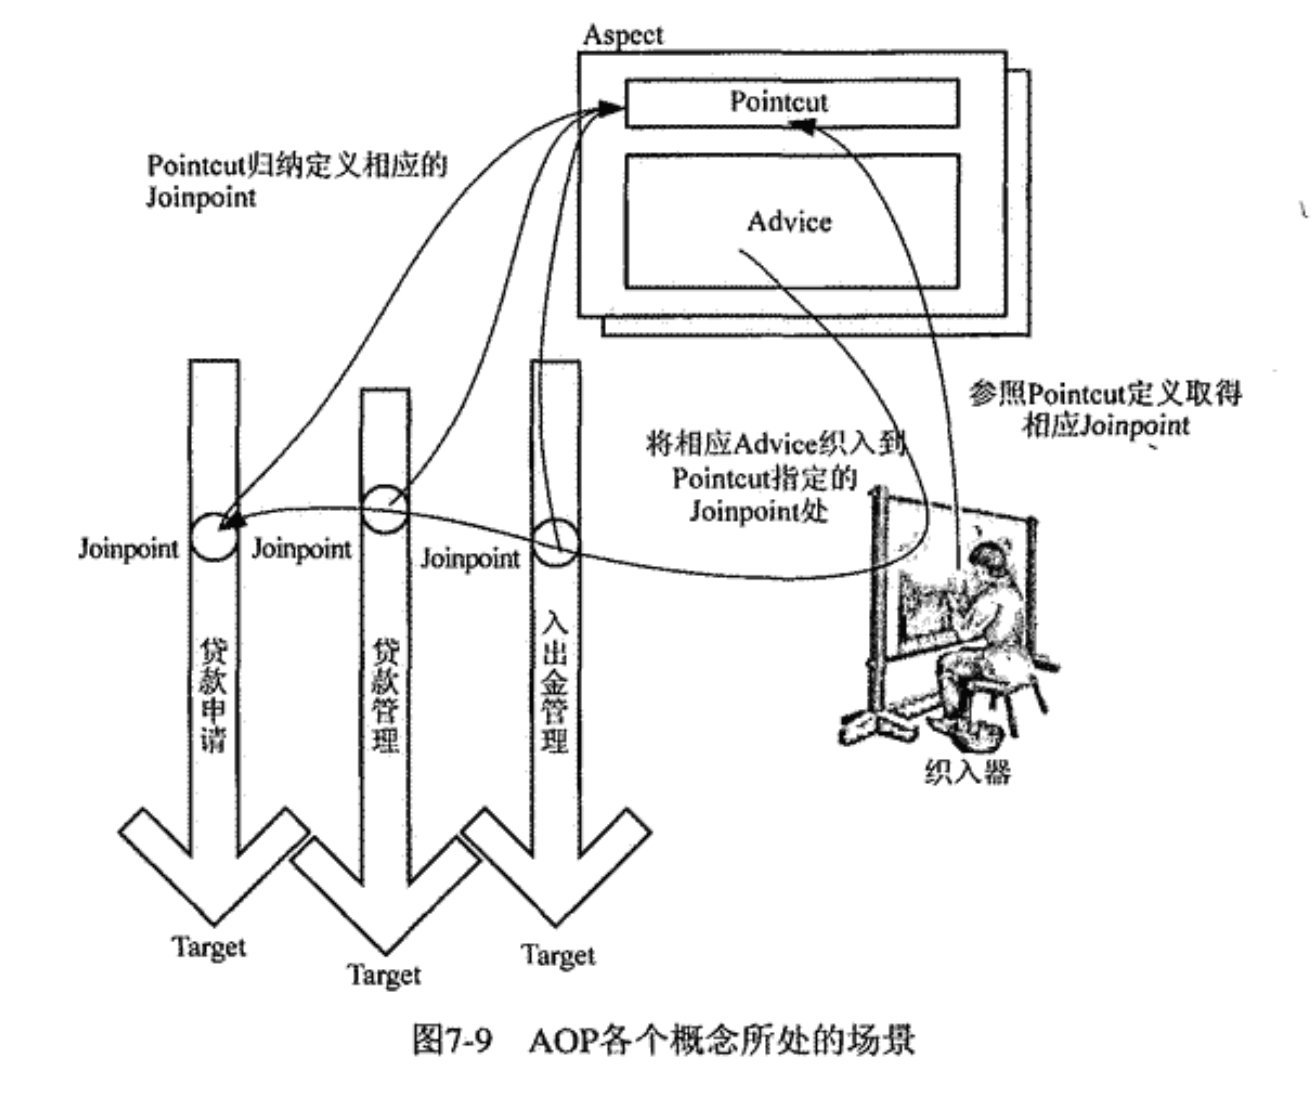 Aspect
Pointcut
Pointcut归纳定义相应的
Joinpoint
Advice
参照Pointcut定义取得
相应Joinpoint
将相应Advice织入到
Pointcut指定的
Joinpoint处
Joinpoint
Joinpoint
Joinpoint
贷款申请
贷款管理
入出金管理
织入器
Target
Target
Target
图7-9 AOP各个概念所处的场景